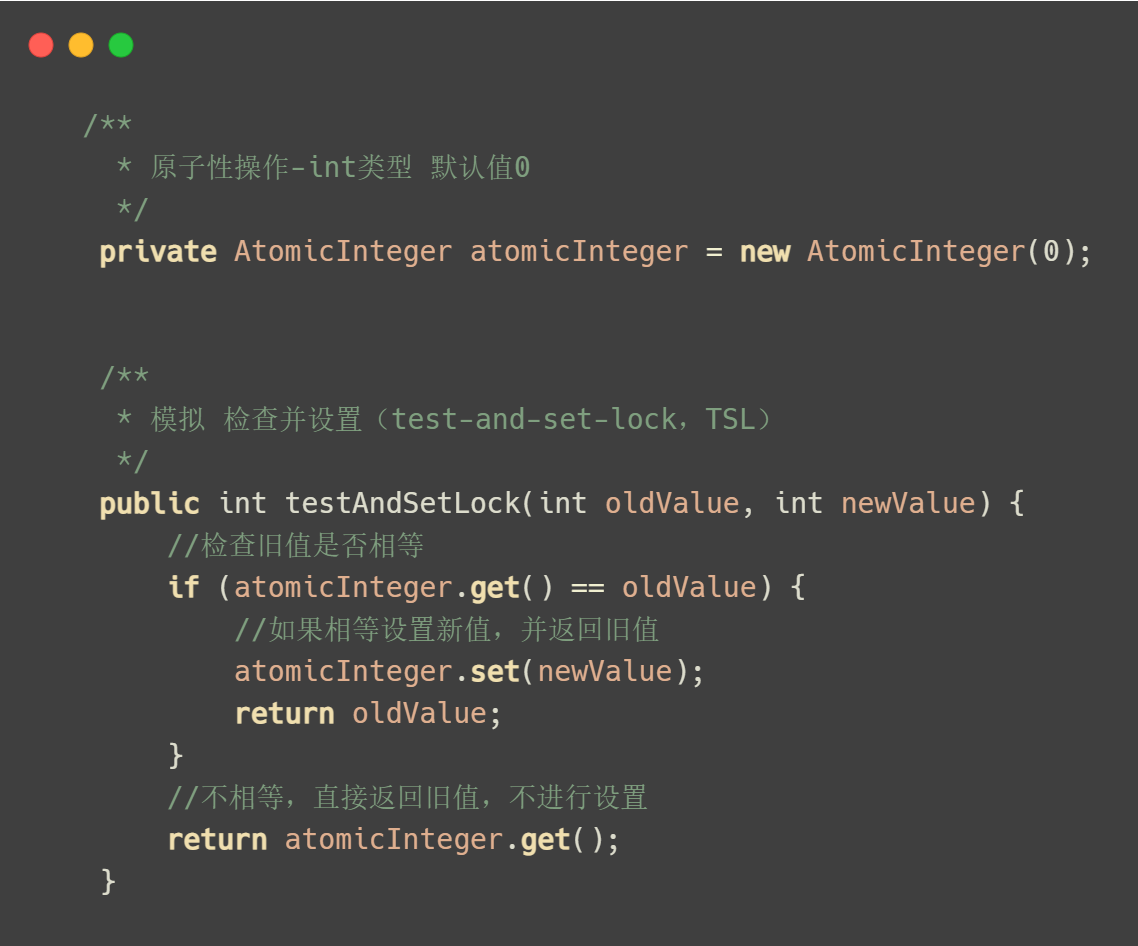 /**
 * 原子性操作-int类型 默认值0
 */
private AtomicInteger atomicInteger = new AtomicInteger(0);
/**
 * 模拟 检查并设置（test-and-set-lock，TSL）
 */
public int testAndSetLock(int oldValue, int newValue) {
    //检查旧值是否相等
    if (atomicInteger.get() == oldValue) {
        //如果相等设置新值，并返回旧值
        atomicInteger.set(newValue);
        return oldValue;
    }
    //不相等，直接返回旧值，不进行设置
    return atomicInteger.get();
}